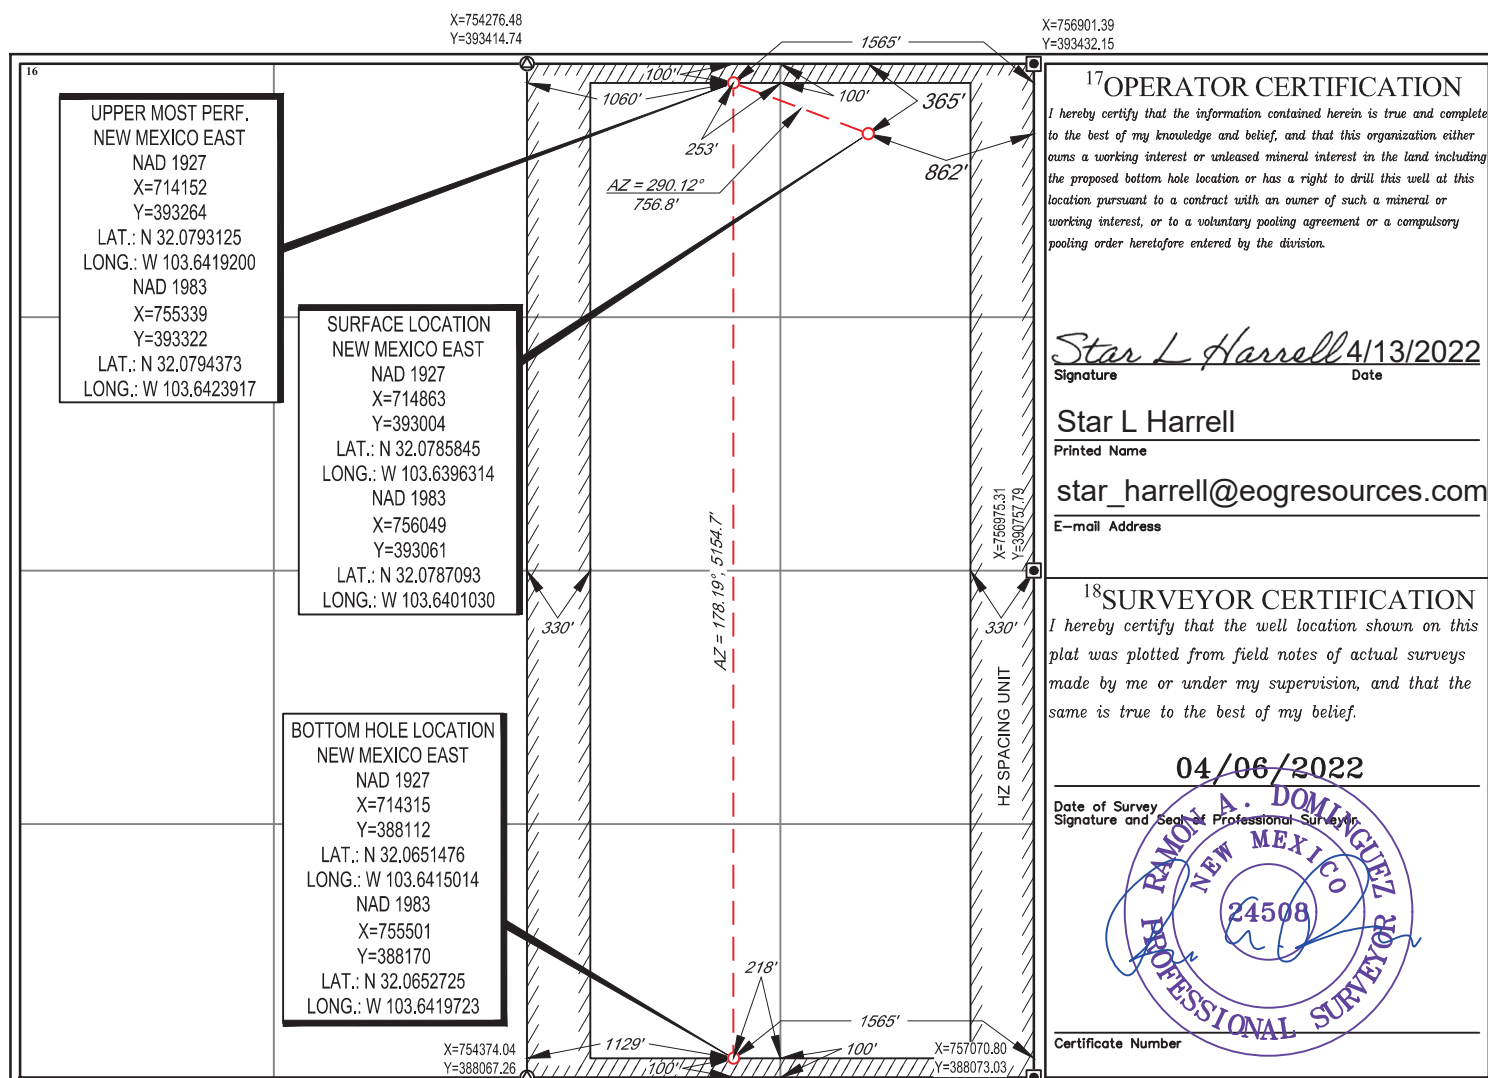 X=754276.48
Y=393414.74
X=756901.39
Y=393432.15
16
1565'
100'
1060'
100'
365'
253'
862'
AZ = 290.12°
756.8'
UPPER MOST PERF.
NEW MEXICO EAST
NAD 1927
X=714152
Y=393264
LAT.: N 32.0793125
LONG.: W 103.6419200
NAD 1983
X=755339
Y=393322
LAT.: N 32.0794373
LONG.: W 103.6423917
SURFACE LOCATION
NEW MEXICO EAST
NAD 1927
X=714863
Y=393004
LAT.: N 32.0785845
LONG.: W 103.6396314
NAD 1983
X=756049
Y=393061
LAT.: N 32.0787093
LONG.: W 103.6401030
AZ = 178.19°, 5154.7'
X=756975.31
Y=390757.79
330'
330'
HZ SPACING UNIT
BOTTOM HOLE LOCATION
NEW MEXICO EAST
NAD 1927
X=714315
Y=388112
LAT.: N 32.0651476
LONG.: W 103.6415014
NAD 1983
X=755501
Y=388170
LAT.: N 32.0652725
LONG.: W 103.6419723
218'
1565'
1129'
100'
100'
X=754374.04
Y=388067.26
X=757070.80
Y=388073.03
17 OPERATOR CERTIFICATION
I hereby certify that the information contained herein is true and complete
to the best of my knowledge and belief, and that this organization either
owns a working interest or unleased mineral interest in the land including
the proposed bottom hole location or has a right to drill this well at this
location pursuant to a contract with an owner of such a mineral or
working interest, or to a voluntary pooling agreement or a compulsory
pooling order heretofore entered by the division.
Star L Harrell 4/13/2022
Signature Date
Star L Harrell
Printed Name
star_harrell@eogresources.com
E-mail Address
18 SURVEYOR CERTIFICATION
I hereby certify that the well location shown on this
plat was plotted from field notes of actual surveys
made by me or under my supervision, and that the
same is true to the best of my belief.
04/06/2022
Date of Survey
Signature and Seal of Professional Surveyor
RAMON A. DOMINGUEZ
NEW MEXICO
24508
PROFESSIONAL SURVEYOR
Certificate Number